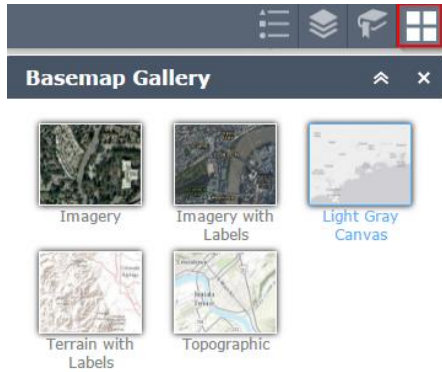 Basemap Gallery
Imagery
Imagery with
Labels
Light Gray
Canvas
Terrain with
Labels
Topographic